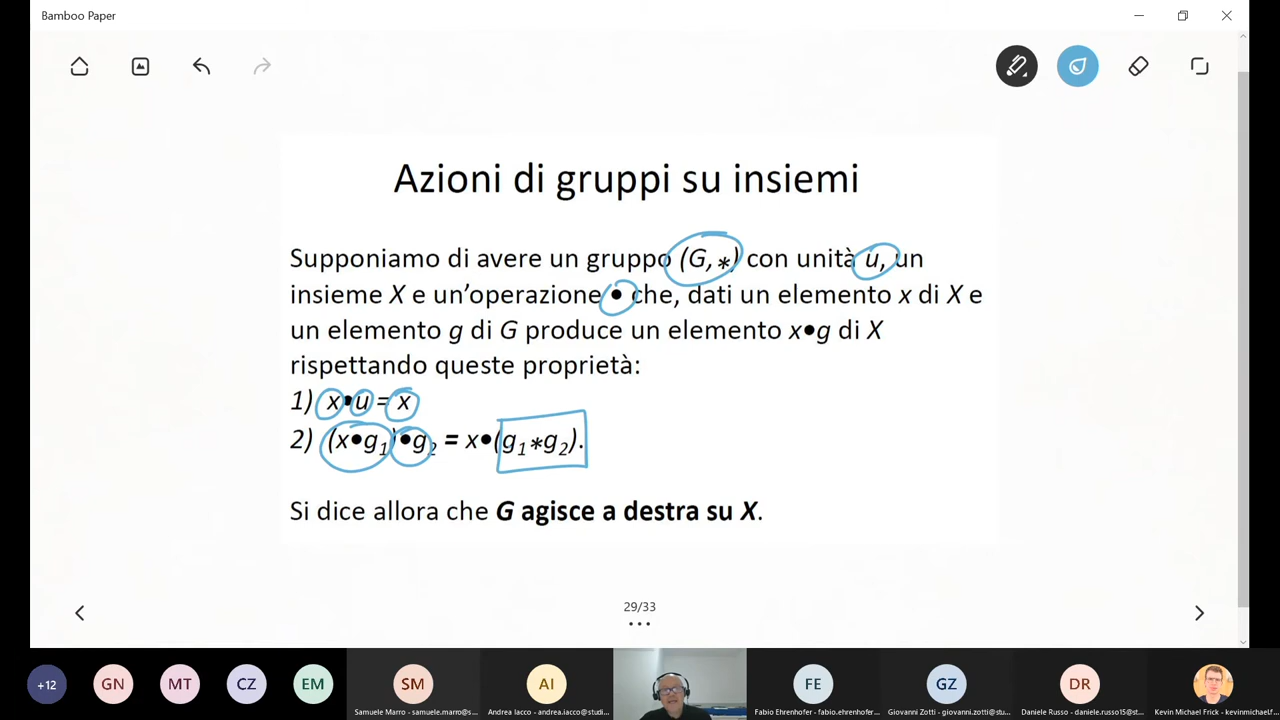 Bamboo Paper
Azioni di gruppi su insiemi
Supponiamo di avere un gruppo (G,∗) con unità u, un
insieme X e un’operazione • che, dati un elemento x di X e
un elemento g di G produce un elemento x•g di X
rispettando queste proprietà:
1) x•u = x
2) (x•g₁)•g₂ = x•(g₁∗g₂).
Si dice allora che G agisce a destra su X.
29/33
+12
GN
MT
CZ
EM
SM
AI
FE
GZ
DR
Samuele Marro - samuele.marro@s...
Andrea Iacco - andrea.iacco@studi...
Fabio Ehrenhofer - fabio.ehrenhofer...
Giovanni Zotti - giovanni.zotti@stu...
Daniele Russo - daniele.russo15@st...
Kevin Michael Frick - kevinmichael.f...